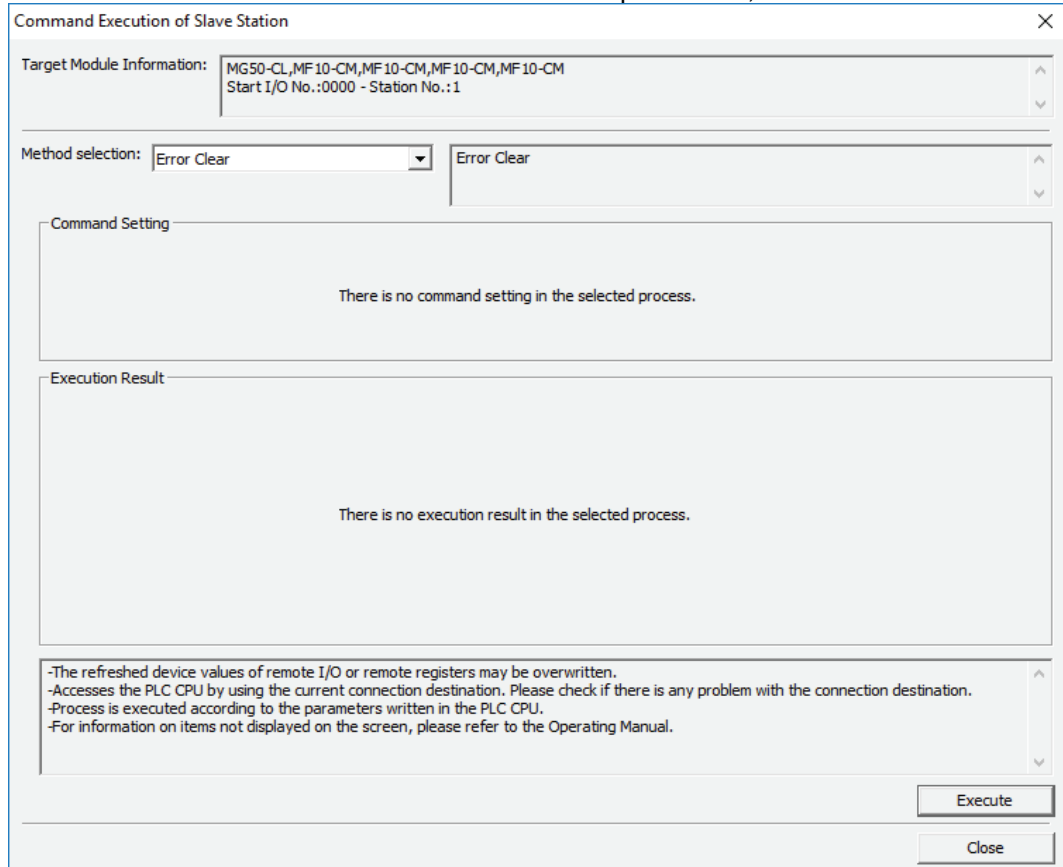 Command Execution of Slave Station
Target Module Information:
MG50-CL,MF10-CM,MF10-CM,MF10-CM,MF10-CM
Start I/O No.:0000 - Station No.:1
Method selection:
Error Clear
Error Clear
Command Setting
There is no command setting in the selected process.
Execution Result
There is no execution result in the selected process.
-The refreshed device values of remote I/O or remote registers may be overwritten.
-Accesses the PLC CPU by using the current connection destination. Please check if there is any problem with the connection destination.
-Process is executed according to the parameters written in the PLC CPU.
-For information on items not displayed on the screen, please refer to the Operating Manual.
Execute
Close